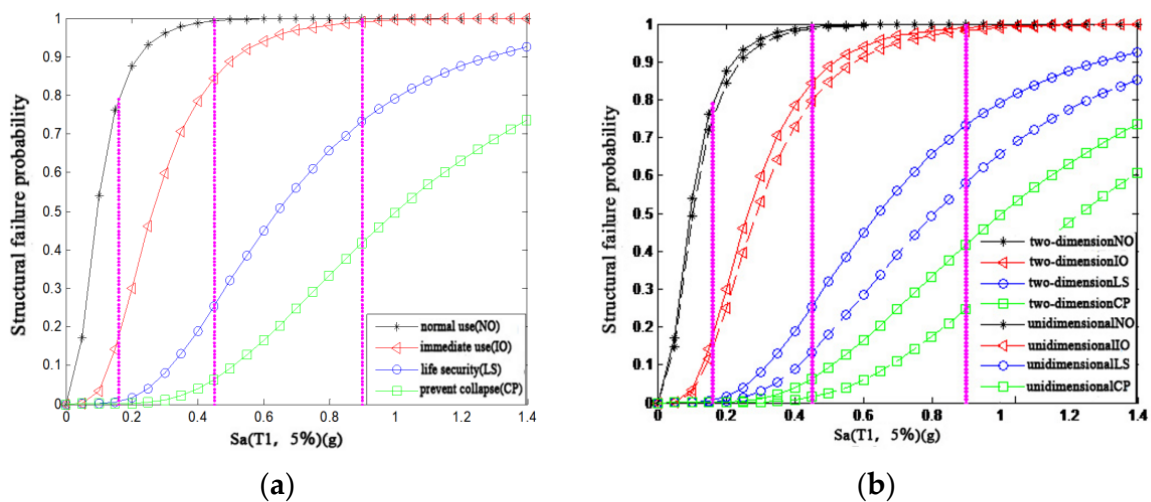 1
0.9
0.8
0.7
0.6
0.5
0.4
0.3
0.2
0.1
0
Structural failure probability
0 0.2 0.4 0.6 0.8 1 1.2 1.4
Sa(T1, 5%)(g)
normal use(NO)
immediate use(IO)
life security(LS)
prevent collapse(CP)
(a)
1
0.9
0.8
0.7
0.6
0.5
0.4
0.3
0.2
0.1
0
Structural failure probability
0 0.2 0.4 0.6 0.8 1 1.2 1.4
Sa(T1, 5%)(g)
two-dimensionNO
two-dimensionIO
two-dimensionLS
two-dimensionCP
unidimensionalNO
unidimensionalIO
unidimensionalLS
unidimensionalCP
(b)